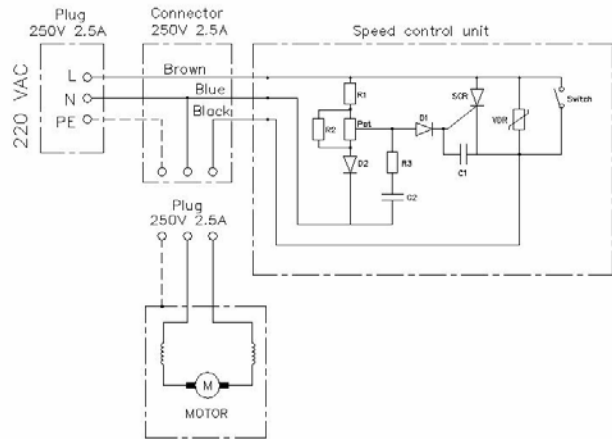 Plug
250V 2.5A
Connector
250V 2.5A
Speed control unit
220 VAC
L
N
PE
Brown
Blue
Black
R1
R2
Pot
D2
D1
R3
C2
SCR
C1
VDR
Switch
Plug
250V 2.5A
M
MOTOR